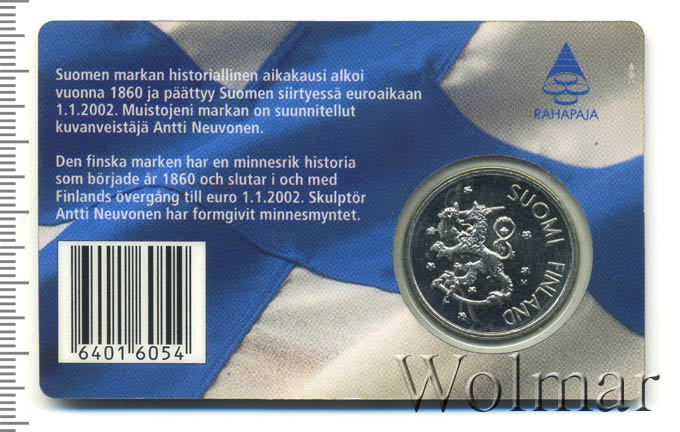 Suomen markan historiallinen aikakausi alkoi
vuonna 1860 ja päättyy Suomen siirtyessä euroaikaan
1.1.2002. Muistojeni markan on suunnitellut
kuvanveistäjä Antti Neuvonen.
Den finska marken har en minnesrik historia
som började år 1860 och slutar i och med
Finlands övergång till euro 1.1.2002. Skulptör
Antti Neuvonen har formgivit minnesmyntet.
RAHAPAJA
SUOMI FINLAND
64016054
Wolmar